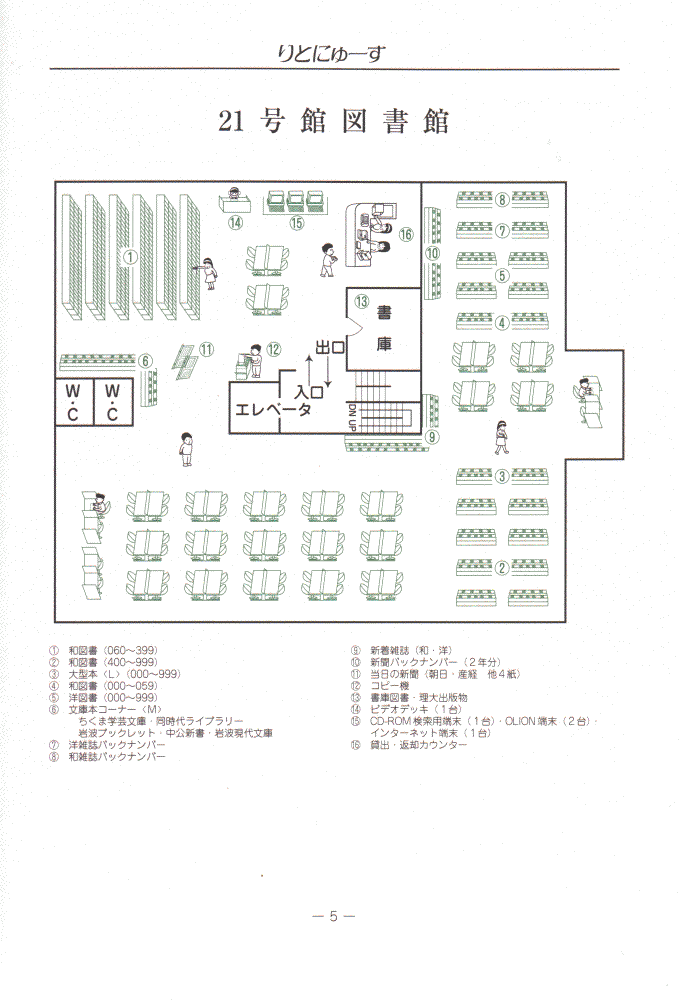 りとにゅーす
21号館図書館
⑧
⑭
⑮
⑯
⑦
⑩
①
⑤
⑬
書庫
④
⑥
⑪
⑫
出口
入口
W・C
W・C
エレベータ
DN UP
⑨
③
②
① 和図書（060〜399）
② 和図書（400〜999）
③ 大型本〈L〉（000〜999）
④ 和図書（000〜059）
⑤ 洋図書（000〜999）
⑥ 文庫本コーナー〈M〉
ちくま学芸文庫・同時代ライブラリー
岩波ブックレット・中公新書・岩波現代文庫
⑦ 洋雑誌バックナンバー
⑧ 和雑誌バックナンバー
⑨ 新着雑誌（和・洋）
⑩ 新聞バックナンバー（２年分）
⑪ 当日の新聞（朝日・産経　他４紙）
⑫ コピー機
⑬ 書庫図書・理大出版物
⑭ ビデオデッキ（１台）
⑮ CD-ROM検索用端末（１台）・OLION端末（２台）・
インターネット端末（１台）
⑯ 貸出・返却カウンター
― 5 ―